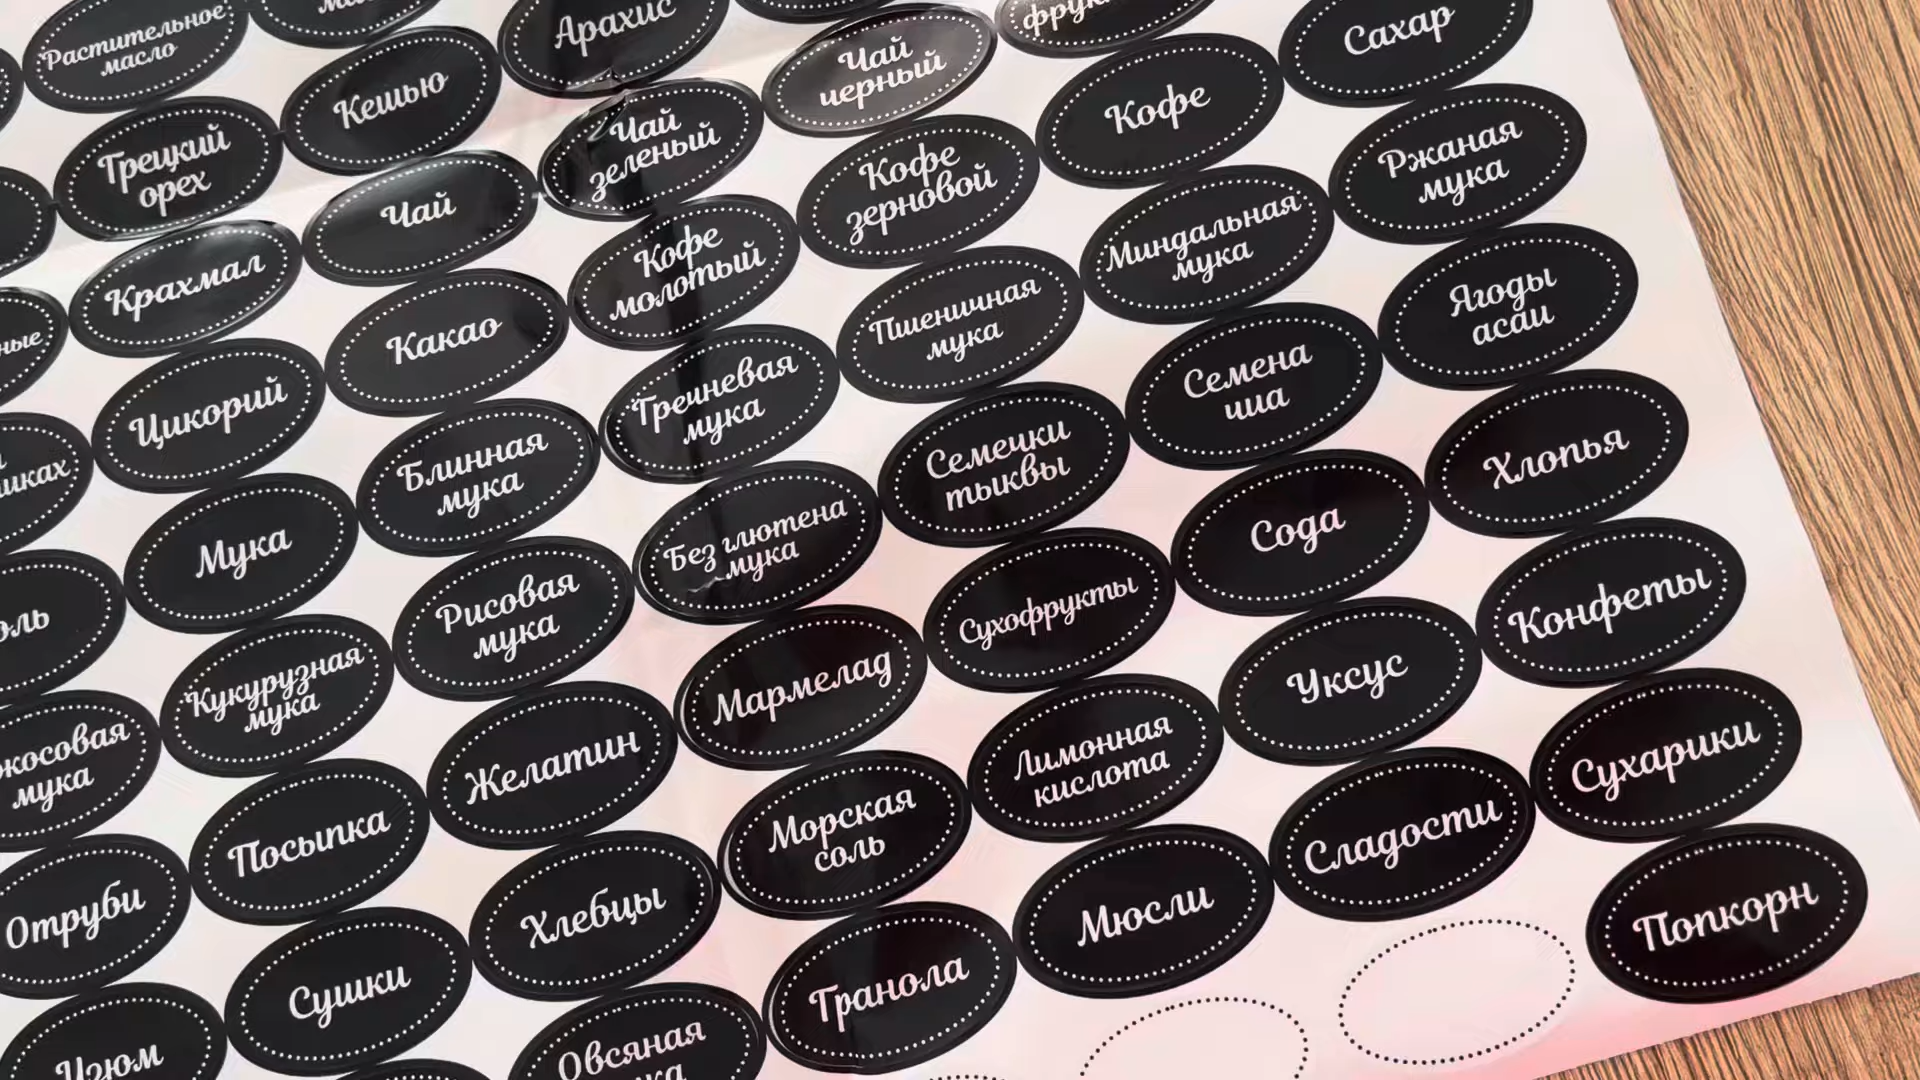 Растительное
масло
Арахис
Чай
черный
Сахар
Кешью
Кофе
Трецкий
орех
Чай
зеленый
Ржаная
мука
Чай
Кофе
зерновой
Миндальная
мука
Крахмал
Кофе
молотый
Пшеничная
мука
Ягоды
асаи
Какао
Гречневая
мука
Семена
чиа
Цикорий
Блинная
мука
Семечки
тыквы
Хлопья
Мука
Без глютена
мука
Сода
Рисовая
мука
Сухофрукты
Конфеты
Кукурузная
мука
Мармелад
Уксус
Желатин
Лимонная
кислота
Сухарики
мука
Посыпка
Морская
соль
Сладости
Отруби
Хлебцы
Мюсли
Попкорн
Сушки
Гранола
Изюм
Овсяная